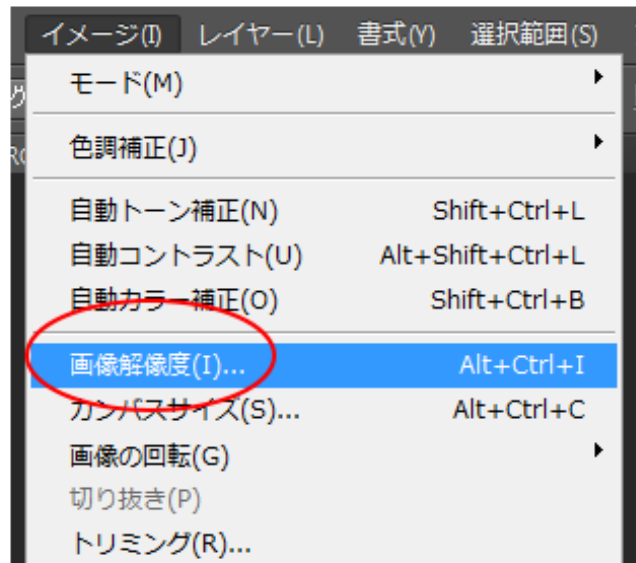 イメージ(I) レイヤー(L) 書式(Y) 選択範囲(S)
モード(M)
色調補正(J)
自動トーン補正(N) Shift+Ctrl+L
自動コントラスト(U) Alt+Shift+Ctrl+L
自動カラー補正(O) Shift+Ctrl+B
画像解像度(I)... Alt+Ctrl+I
カンバスサイズ(S)... Alt+Ctrl+C
画像の回転(G)
切り抜き(P)
トリミング(R)...